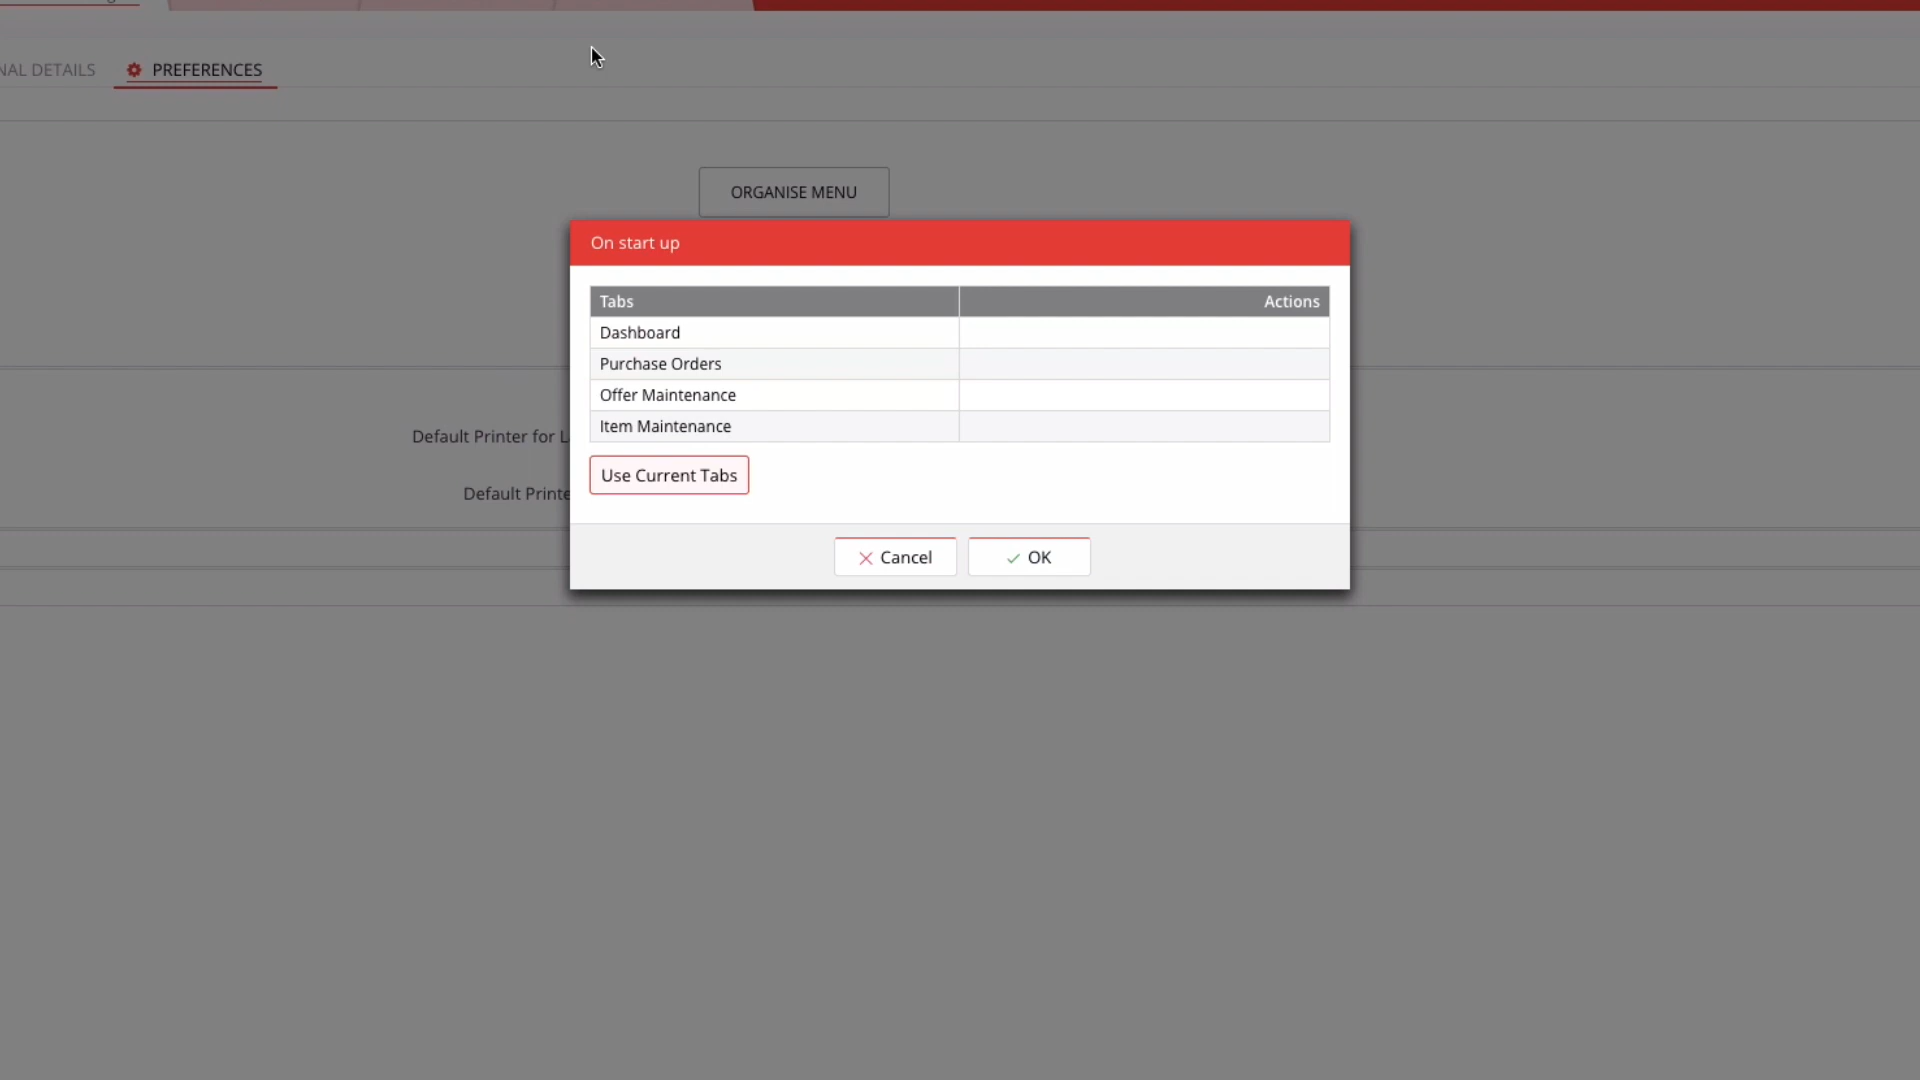 NAL DETAILS
PREFERENCES
ORGANISE MENU
On start up
Tabs Actions
Dashboard
Purchase Orders
Offer Maintenance
Item Maintenance
Default Printer for L
Use Current Tabs
Default Printe
Cancel OK